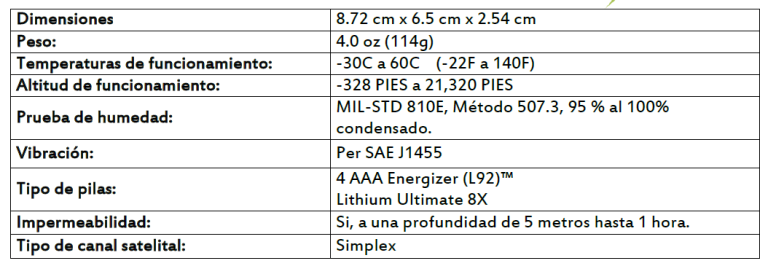 Dimensiones 8.72 cm x 6.5 cm x 2.54 cm
Peso: 4.0 oz (114g)
Temperaturas de funcionamiento: -30C a 60C (-22F a 140F)
Altitud de funcionamiento: -328 PIES a 21,320 PIES
Prueba de humedad: MIL-STD 810E, Método 507.3, 95 % al 100%
condensado.
Vibración: Per SAE J1455
Tipo de pilas: 4 AAA Energizer (L92)™
Lithium Ultimate 8X
Impermeabilidad: Si, a una profundidad de 5 metros hasta 1 hora.
Tipo de canal satelital: Simplex